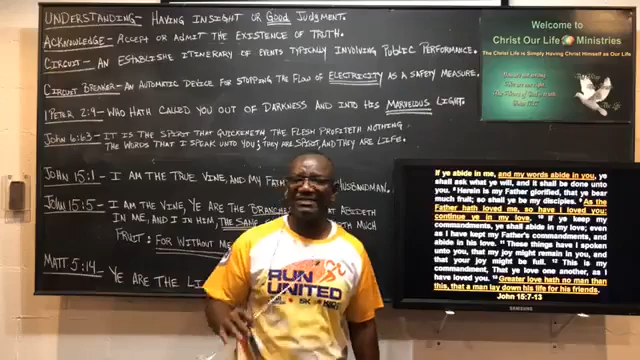 UNDERSTANDING- HAVING INSIGHT OR GOOD JUDGMENT.
ACKNOWLEDGE- ACCEPT OR ADMIT THE EXISTENCE OF TRUTH.
CIRCUIT - AN ESTABLISHE ITINERARY OF EVENTS TYPICALLY INVOLVING PUBLIC PERFORMANCE.
CIRCUIT BREAKER- AN AUTOMATIC DEVICE FOR STOPPING THE FLOW OF ELECTRICITY AS A SAFETY MEASURE.
1 PETER 2:9- WHO HATH CALLED YOU OUT OF DARKNESS AND INTO HIS MARVELOUS LIGHT.
JOHN 6:63- IT IS THE SPIRIT THAT QUICKENETH THE FLESH PROFITETH NOTHING
THE WORDS THAT I SPEAK UNTO YOU, THEY ARE SPIRIT, AND THEY ARE LIFE.
JOHN 15:1- I AM THE TRUE VINE, AND MY FATH HUSBANDMAN.
JOHN 15:5- I AM THE VINE, YE ARE THE BRANCHE AT ABIDETH
IN ME, AND I IN HIM, THE SAME TH MUCH
FRUIT: FOR WITHOUT ME
MATT 5:14- YE ARE THE LI
Welcome to
Christ Our Life Ministries
The Christ Life is Simply Having Christ Himself as Our Life
If ye abide in me, and my words abide in you, ye
shall ask what ye will, and it shall be done unto
you. 8 Herein is my Father glorified, that ye bear
much fruit; so shall ye be my disciples. 9 As the
Father hath loved me, so have I loved you:
continue ye in my love. 10 If ye keep my
commandments, ye shall abide in my love; even
as I have kept my Father's commandments, and
abide in his love. 11 These things have I spoken
unto you, that my joy might remain in you, and
that your joy might be full. 12 This is my
commandment, That ye love one another, as I
have loved you. 13 Greater love hath no man than
this, that a man lay down his life for his friends.
John 15:7-13
SAMSUNG
RUN
UNITED
5K